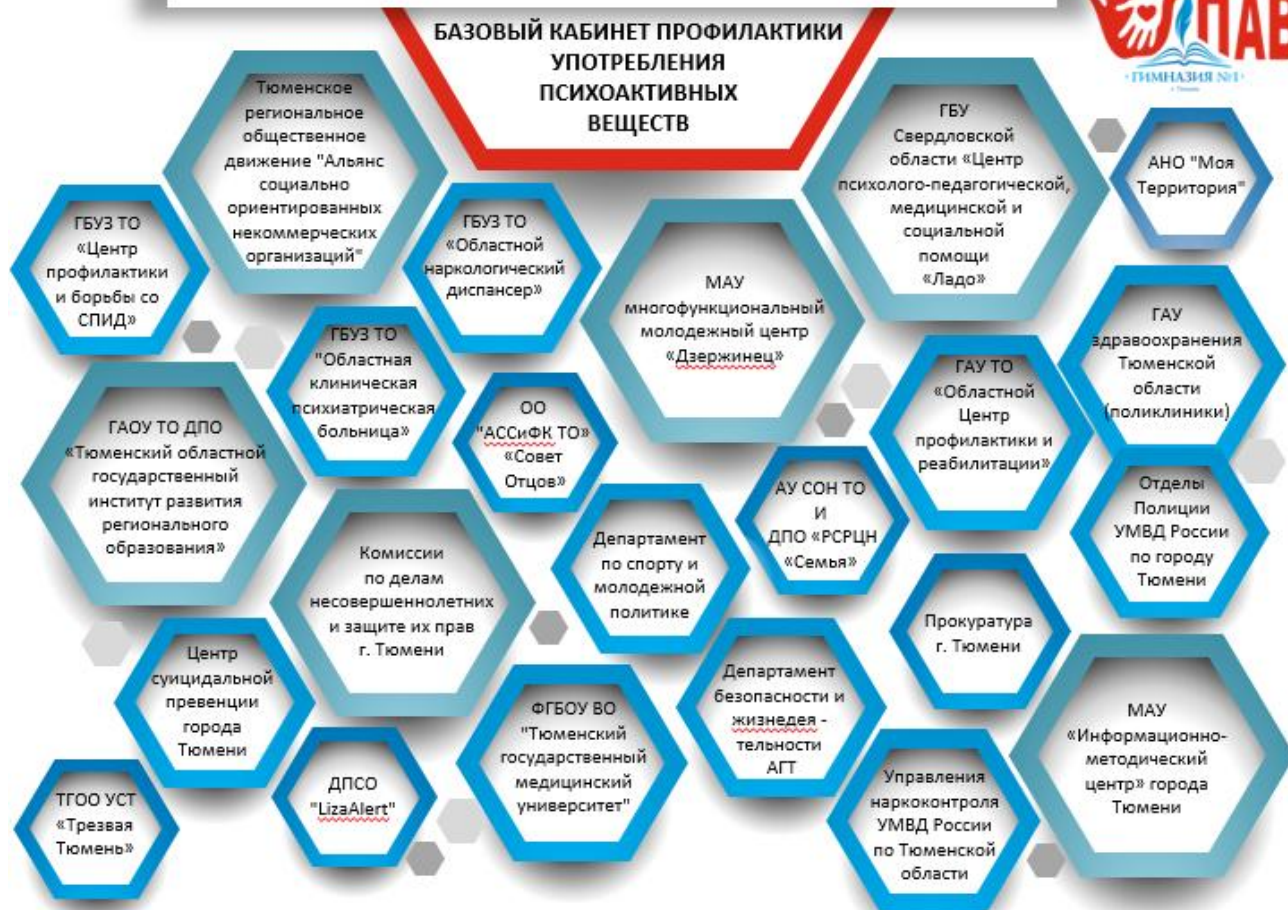 БАЗОВЫЙ КАБИНЕТ ПРОФИЛАКТИКИ
УПОТРЕБЛЕНИЯ
ПСИХОАКТИВНЫХ
ВЕЩЕСТВ
ПАВ
ГИМНАЗИЯ №1
Тюменское
региональное
общественное
движение "Альянс
социально
ориентированных
некоммерческих
организаций"
ГБУ
Свердловской
области «Центр
психолого-педагогической,
медицинской и
социальной
помощи
«Ладо»
АНО "Моя
Территория"
ГБУЗ ТО
«Центр
профилактики
и борьбы со
СПИД»
ГБУЗ ТО
«Областной
наркологический
диспансер»
МАУ
многофункциональный
молодежный центр
«Дзержинец»
ГАУ
здравоохранения
Тюменской
области
(поликлиники)
ГБУЗ ТО
"Областная
клиническая
психиатрическая
больница»
ГАУ ТО
«Областной
Центр
профилактики и
реабилитации»
ГАОУ ТО ДПО
«Тюменский областной
государственный
институт развития
регионального
образования»
ОО
"АССиФК ТО»
«Совет
Отцов»
АУ СОН ТО
И
ДПО «РСРЦН
«Семья»
Отделы
Полиции
УМВД России
по городу
Тюмени
Комиссии
по делам
несовершеннолетних
и защите их прав
г. Тюмени
Департамент
по спорту и
молодежной
политике
Прокуратура
г. Тюмени
Центр
суицидальной
превенции
города
Тюмени
ФГБОУ ВО
"Тюменский
государственный
медицинский
университет"
Департамент
безопасности и
жизнедея -
тельности
АГТ
МАУ
«Информационно-
методический
центр» города
Тюмени
ТГОО УСТ
«Трезвая
Тюмень»
ДПСО
"LizaAlert"
Управления
наркоконтроля
УМВД России
по Тюменской
области